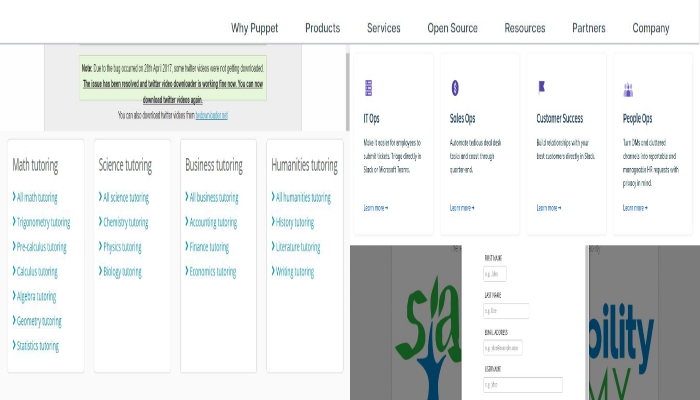 Why Puppet Products Services Open Source Resources Partners Company
Note: Due to the bug occurred on 28th April 2017, some twitter videos were not getting downloaded.
The issue has been resolved and twitter video downloader is working fine now. You can now
download twitter videos again.
You can also download twitter videos from
Math tutoring
All math tutoring
Trigonometry tutoring
Pre-calculus tutoring
Calculus tutoring
Algebra tutoring
Geometry tutoring
Statistics tutoring
Science tutoring
All science tutoring
Chemistry tutoring
Physics tutoring
Biology tutoring
Business tutoring
All business tutoring
Accounting tutoring
Finance tutoring
Economics tutoring
Humanities tutoring
All humanities tutoring
History tutoring
Literature tutoring
Writing tutoring
IT Ops
Make it easier for employees to
submit tickets. Triage directly in
Slack or Microsoft Teams.
Learn more →
Sales Ops
Automate tedious deal desk
tasks and coast through
quarter-end.
Learn more →
Customer Success
Build relationships with your
best customers directly in Slack.
Learn more →
People Ops
Turn DMs and cluttered
channels into reportable and
manageable HR requests with
privacy in mind.
Learn more →
FIRST NAME
LAST NAME
EMAIL ADDRESS
USERNAME
sta bility
MY